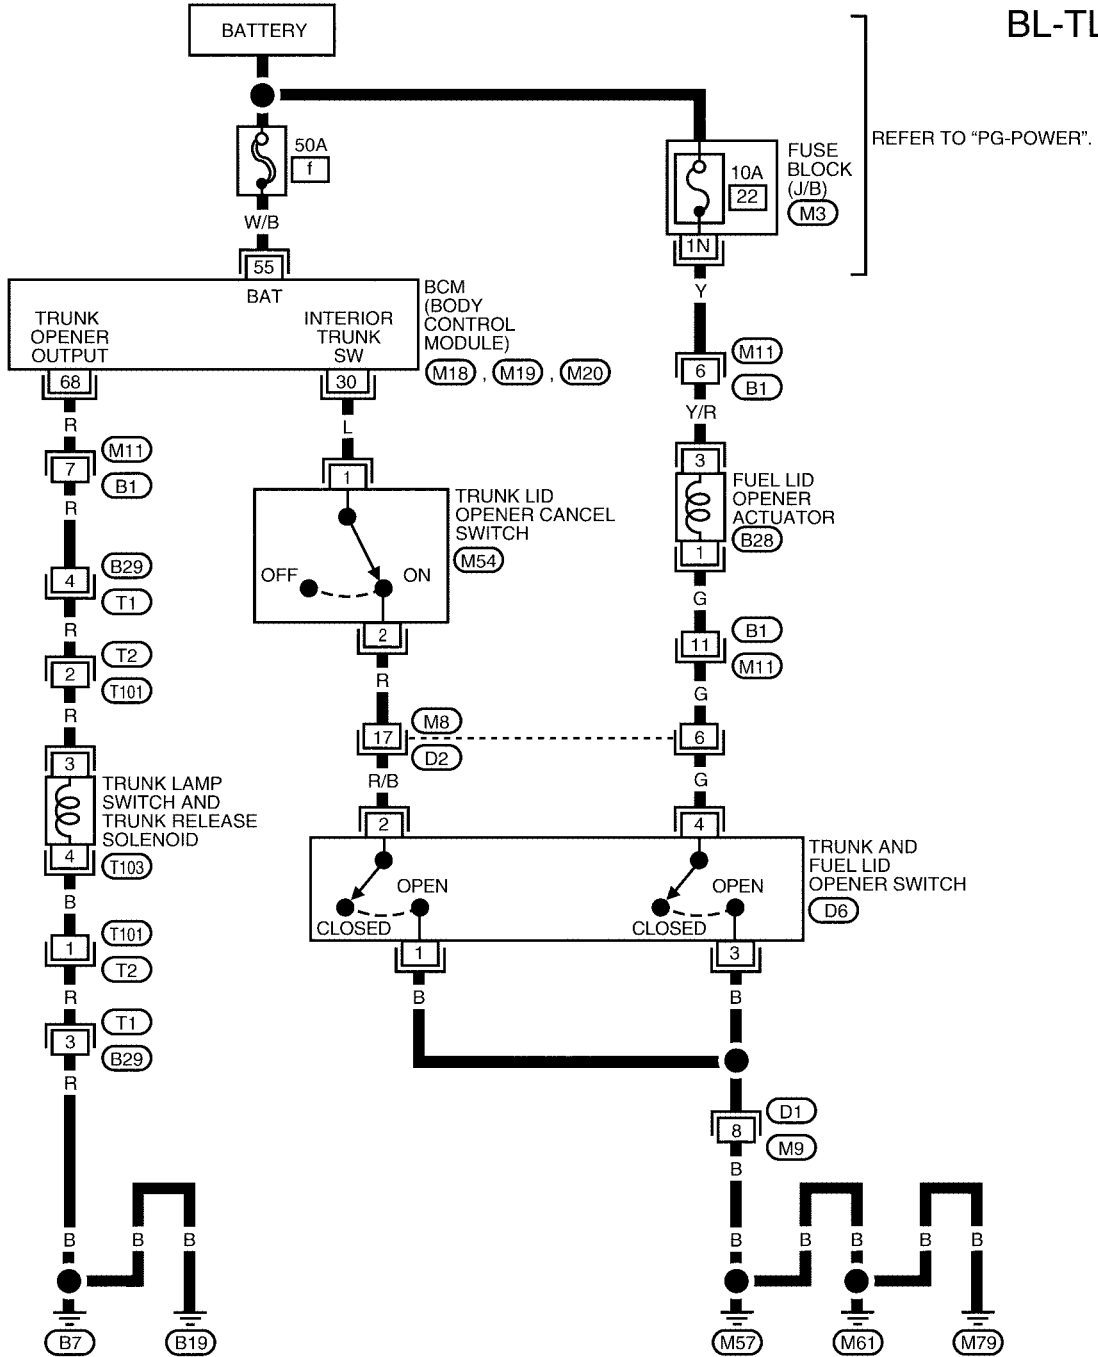 BL-TL
BATTERY
REFER TO “PG-POWER”.
50A
f
10A
22
FUSE
BLOCK
(J/B)
M3
W/B
1N
55
BAT
Y
TRUNK
OPENER
OUTPUT
INTERIOR
TRUNK
SW
BCM
(BODY
CONTROL
MODULE)
M18 , M19 , M20
68
30
6
M11
B1
R
L
Y/R
7
M11
B1
R
1
TRUNK LID
OPENER CANCEL
SWITCH
M54
OFF
ON
2
3
FUEL LID
OPENER
ACTUATOR
B28
1
4
B29
T1
R
G
2
T2
T101
R
R
11
B1
M11
G
17
M8
D2
6
R/B
G
3
TRUNK LAMP
SWITCH AND
TRUNK RELEASE
SOLENOID
4
T103
2
4
TRUNK AND
FUEL LID
OPENER SWITCH
D6
OPEN
CLOSED
OPEN
CLOSED
B
1
3
1
T101
T2
B
B
R
3
T1
B29
R
8
D1
M9
B
B
B
B
B
B
B
B
B
B7
B19
M57
M61
M79